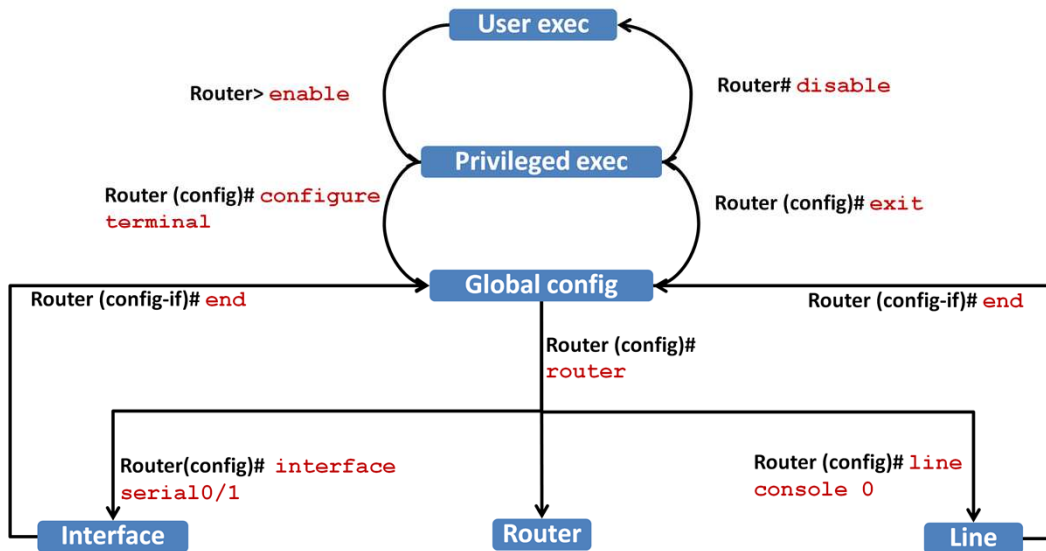 User exec
Router> enable
Router# disable
Privileged exec
Router (config)# configure
terminal
Router (config)# exit
Global config
Router (config-if)# end
Router (config-if)# end
Router (config)#
router
Router(config)# interface
serial0/1
Router (config)# line
console 0
Interface
Router
Line